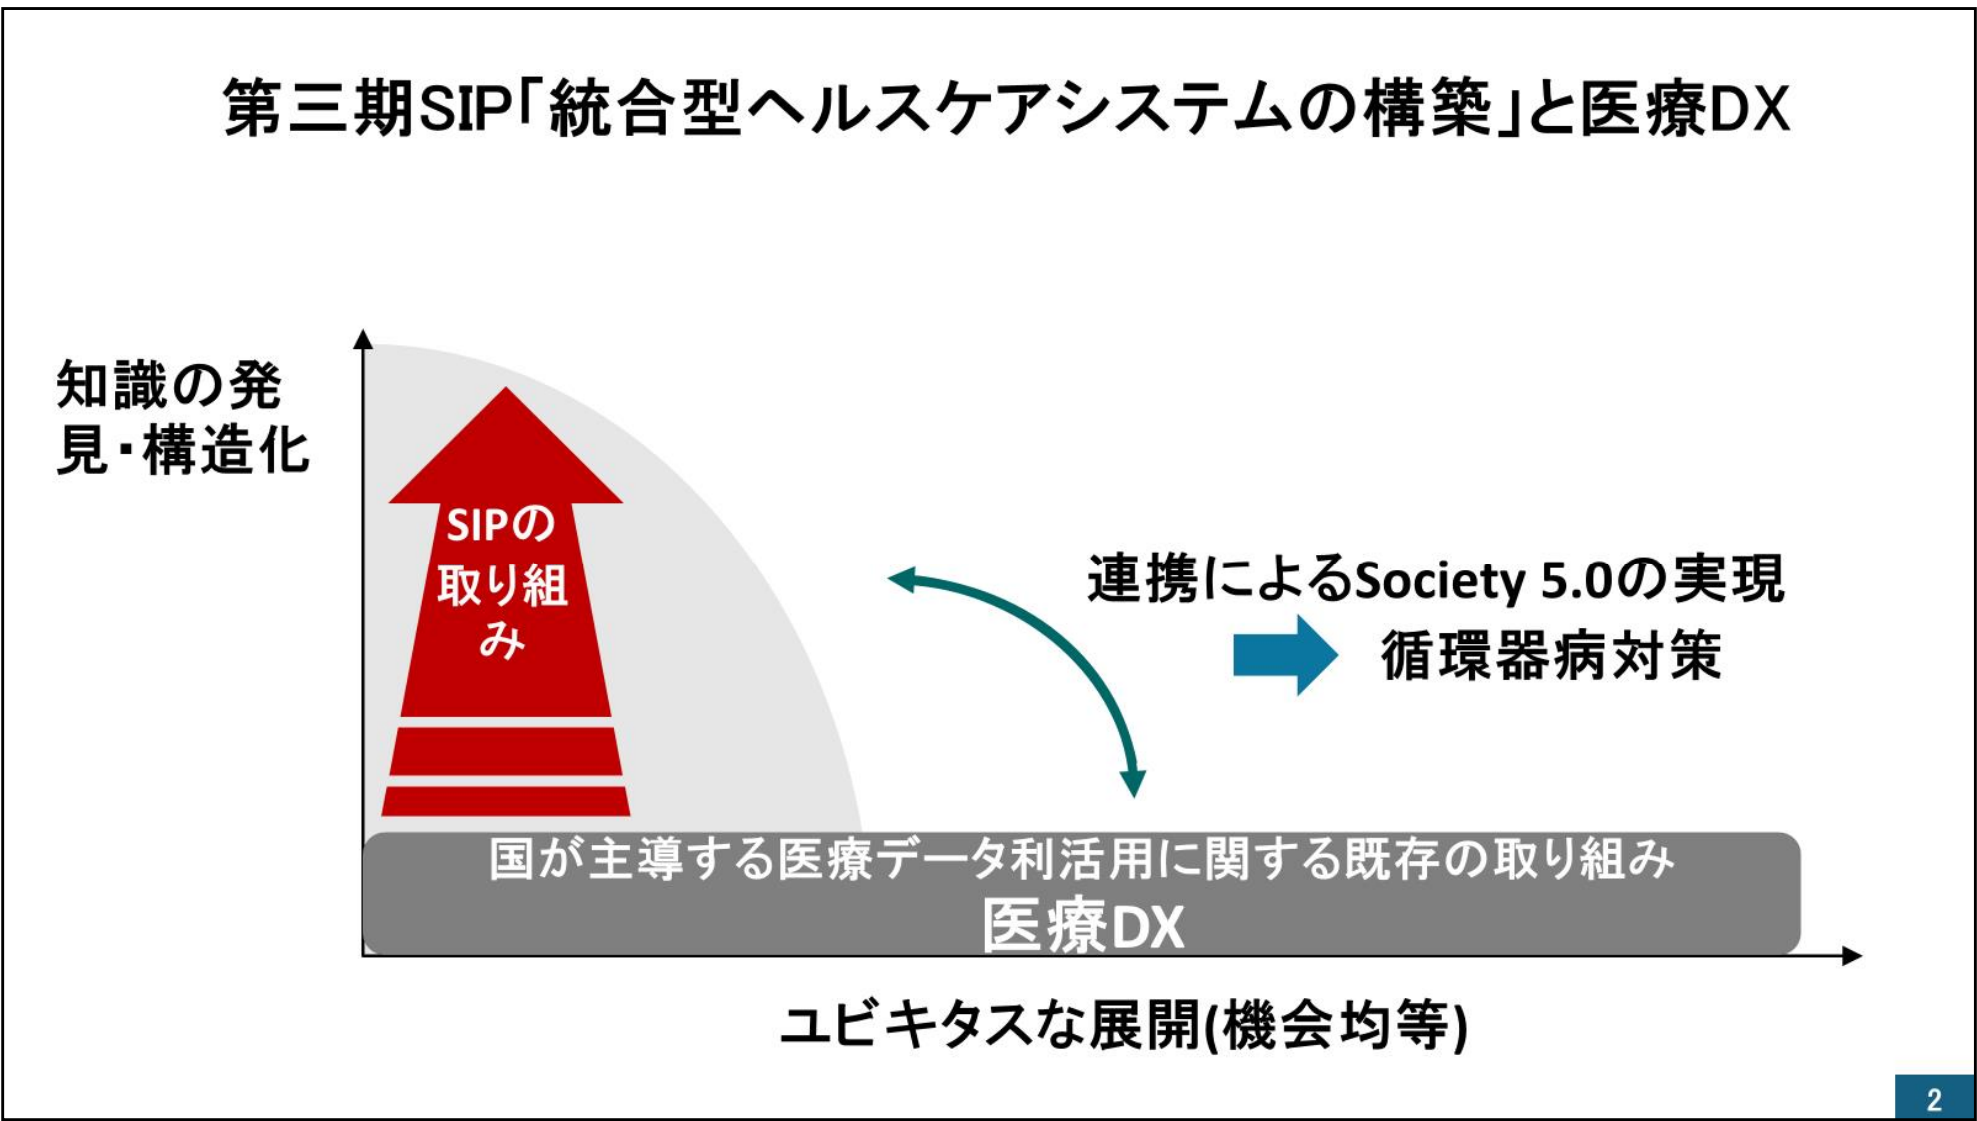 第三期SIP「統合型ヘルスケアシステムの構築」と医療DX
知識の発
見・構造化
SIPの
取り組
み
連携によるSociety 5.0の実現
循環器病対策
国が主導する医療データ利活用に関する既存の取り組み
医療DX
ユビキタスな展開(機会均等)
2